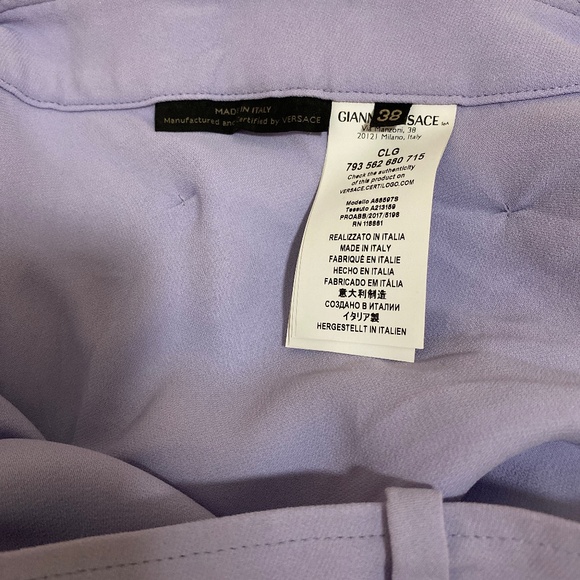 MADE IN ITALY
Manufactured and Certified by VERSACE
38
GIANN SACE
Via Manzoni, 38
20121 Milano, Italy
CLG
793 562 680 715
Check the authenticity
of this product on
VERSACE.CERTILOGO.COM
Modello A68597S
Tessuto A213159
PROABB/2017/5198
RN 118881
REALIZZATO IN ITALIA
MADE IN ITALY
FABRIQUÉ EN ITALIE
HECHO EN ITALIA
FABRICADO EM ITÁLIA
意大利制造
СОЗДАНО В ИТАЛИИ
イタリア製
HERGESTELLT IN ITALIEN